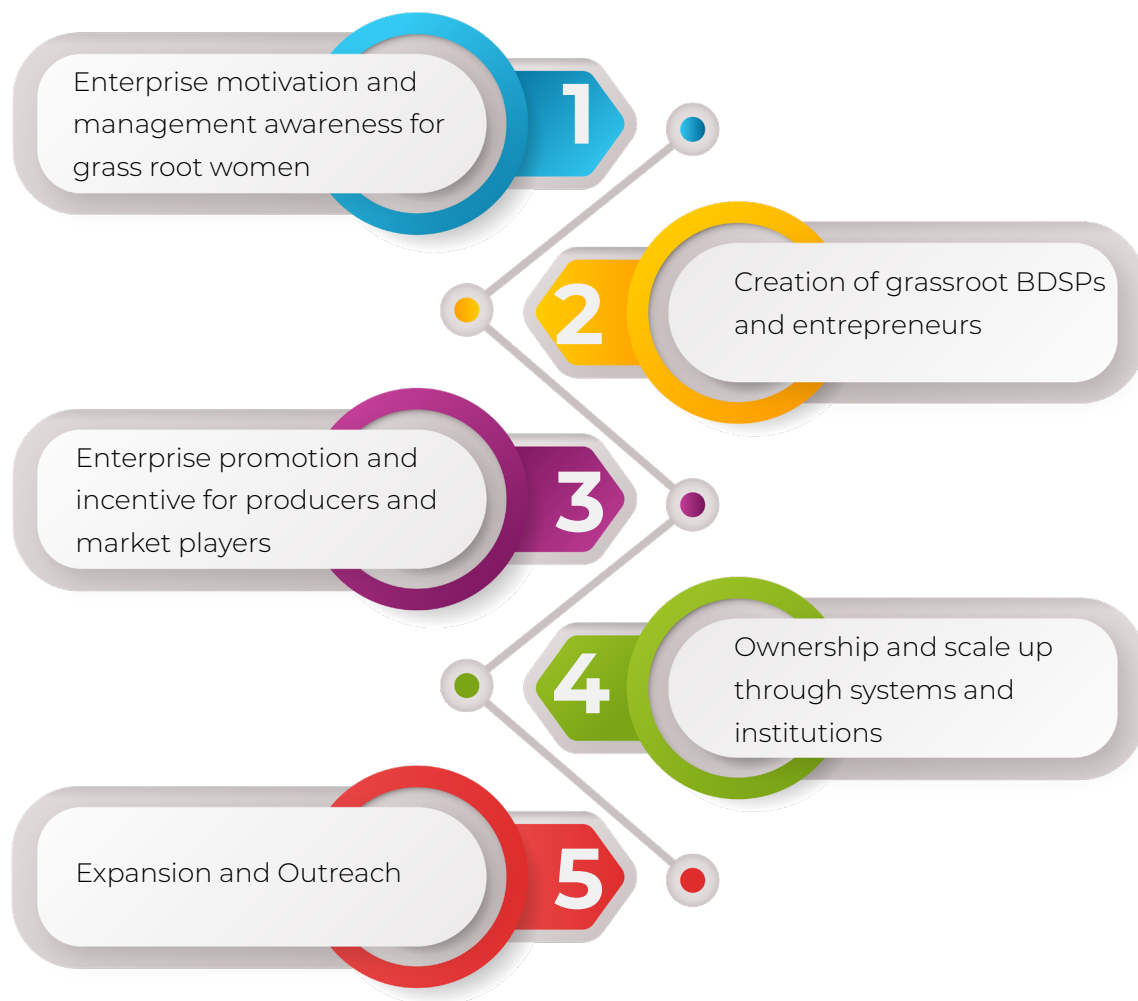 Enterprise motivation and
management awareness for
grass root women
1
2
Creation of grassroot BDSPs
and entrepreneurs
Enterprise promotion and
incentive for producers and
market players
3
4
Ownership and scale up
through systems and
institutions
Expansion and Outreach
5